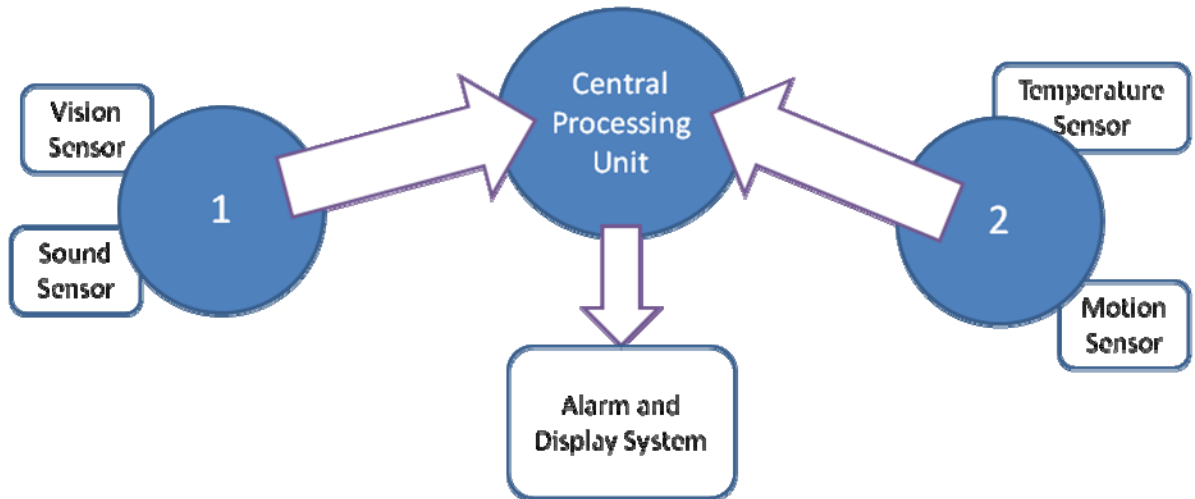 Vision
Sensor
1
Sound
Sensor
Central
Processing
Unit
Temperature
Sensor
2
Motion
Sensor
Alarm and
Display System